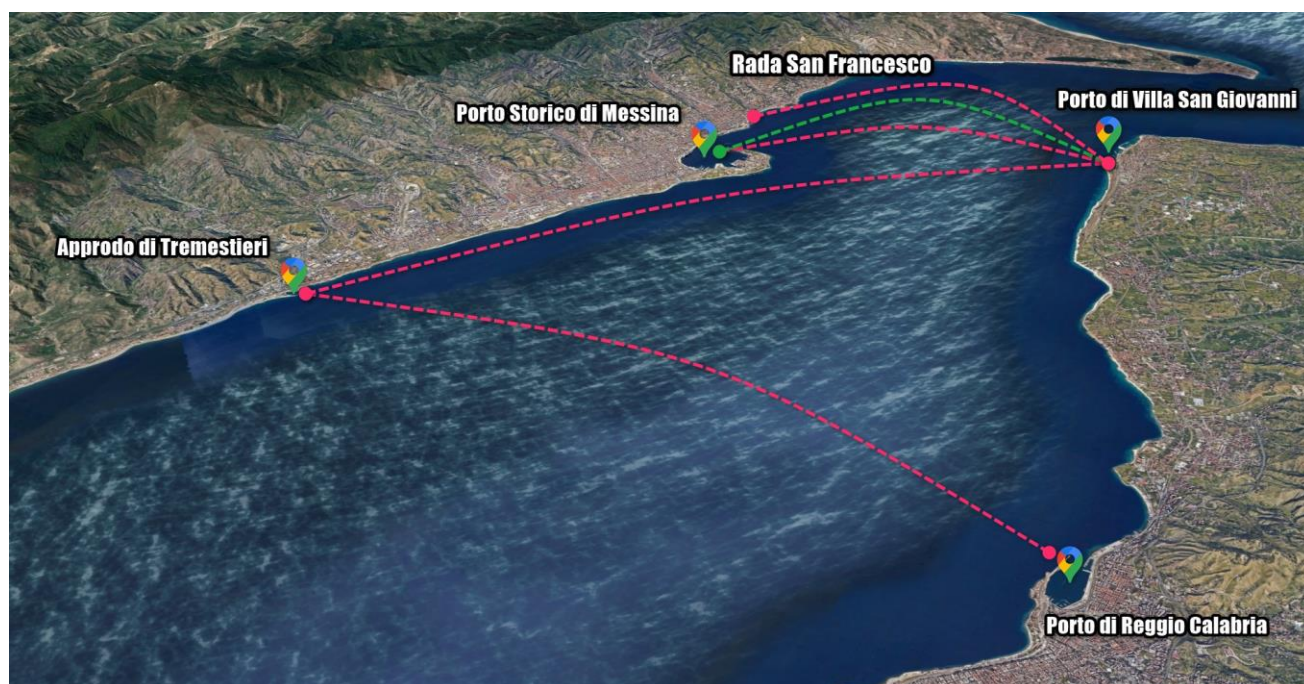 Rada San Francesco
Porto di Villa San Giovanni
Porto Storico di Messina
Approdo di Tremestieri
Porto di Reggio Calabria